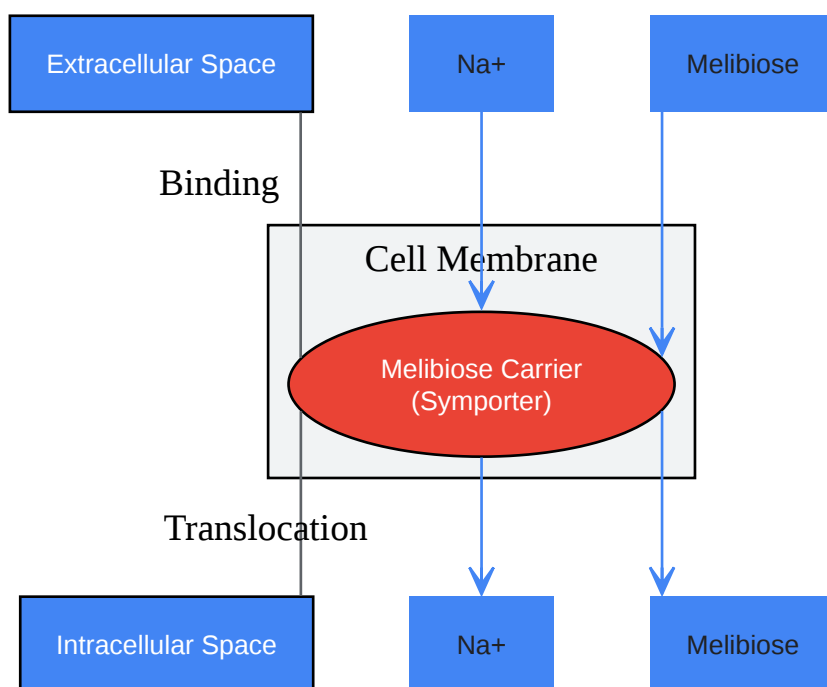 Extracellular Space
Na+
Melibiose
Binding
Cell Membrane
Melibiose Carrier
(Symporter)
Translocation
Intracellular Space
Na+
Melibiose